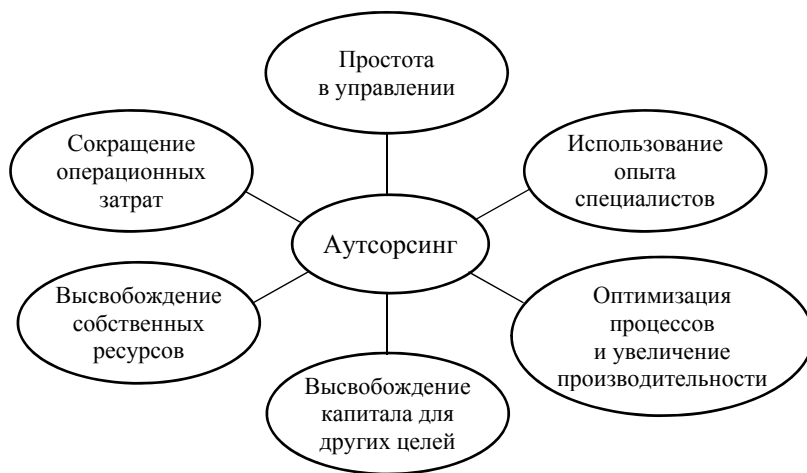 Простота
в управлении
Сокращение
операционных
затрат
Использование
опыта
специалистов
Аутсорсинг
Высвобождение
собственных
ресурсов
Оптимизация
процессов
и увеличение
производительности
Высвобождение
капитала для
других целей